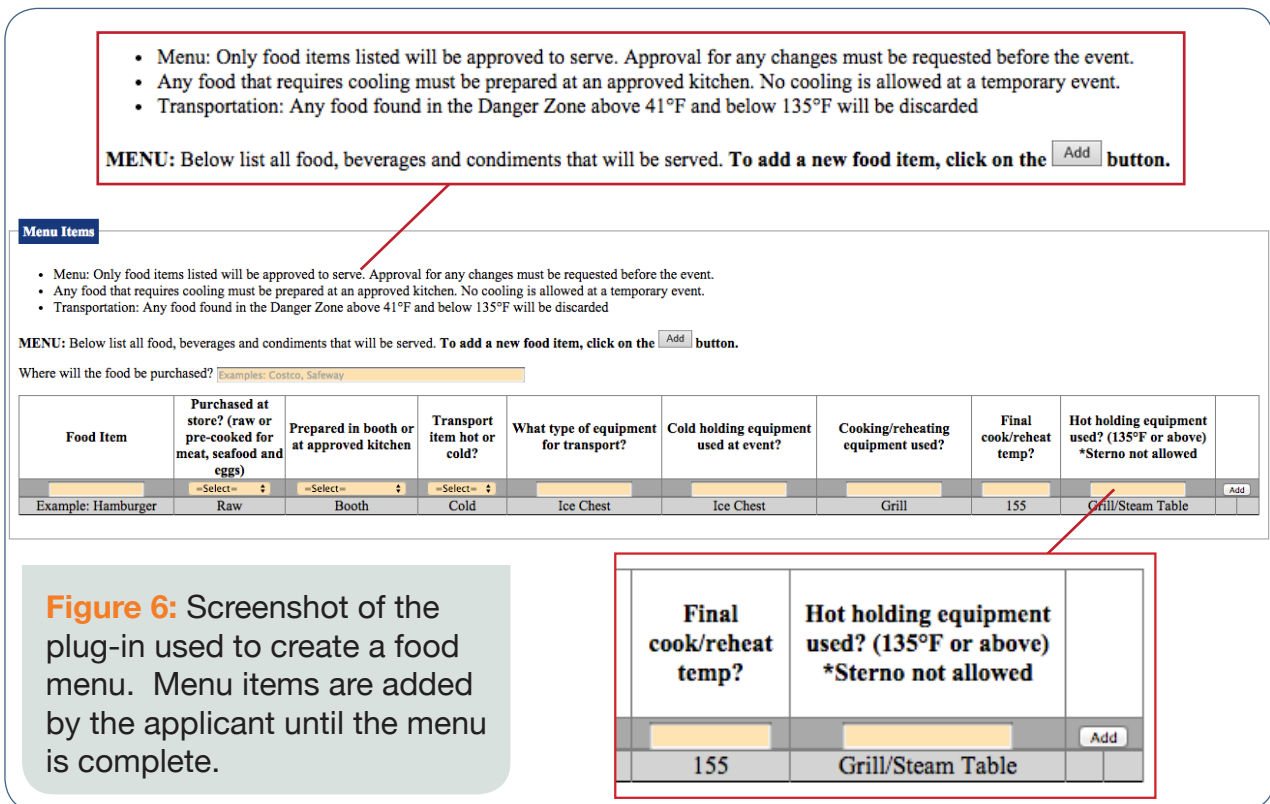 • Menu: Only food items listed will be approved to serve. Approval for any changes must be requested before the event.
• Any food that requires cooling must be prepared at an approved kitchen. No cooling is allowed at a temporary event.
• Transportation: Any food found in the Danger Zone above 41°F and below 135°F will be discarded
MENU: Below list all food, beverages and condiments that will be served. To add a new food item, click on the Add button.
Menu Items
• Menu: Only food items listed will be approved to serve. Approval for any changes must be requested before the event.
• Any food that requires cooling must be prepared at an approved kitchen. No cooling is allowed at a temporary event.
• Transportation: Any food found in the Danger Zone above 41°F and below 135°F will be discarded
MENU: Below list all food, beverages and condiments that will be served. To add a new food item, click on the Add button.
Where will the food be purchased? Examples: Costco, Safeway
Food Item
Purchased at
store? (raw or
pre-cooked for
meat, seafood and
eggs)
Prepared in booth or
at approved kitchen
Transport
item hot or
cold?
What type of equipment
for transport?
Cold holding equipment
used at event?
Cooking/reheating
equipment used?
Final
cook/reheat
temp?
Hot holding equipment
used? (135°F or above)
*Sterno not allowed
=Select= =Select= =Select= Add
Example: Hamburger Raw Booth Cold Ice Chest Ice Chest Grill 155 Grill/Steam Table
Figure 6: Screenshot of the
plug-in used to create a food
menu. Menu items are added
by the applicant until the menu
is complete.
Final
cook/reheat
temp?
Hot holding equipment
used? (135°F or above)
*Sterno not allowed
Add
155 Grill/Steam Table